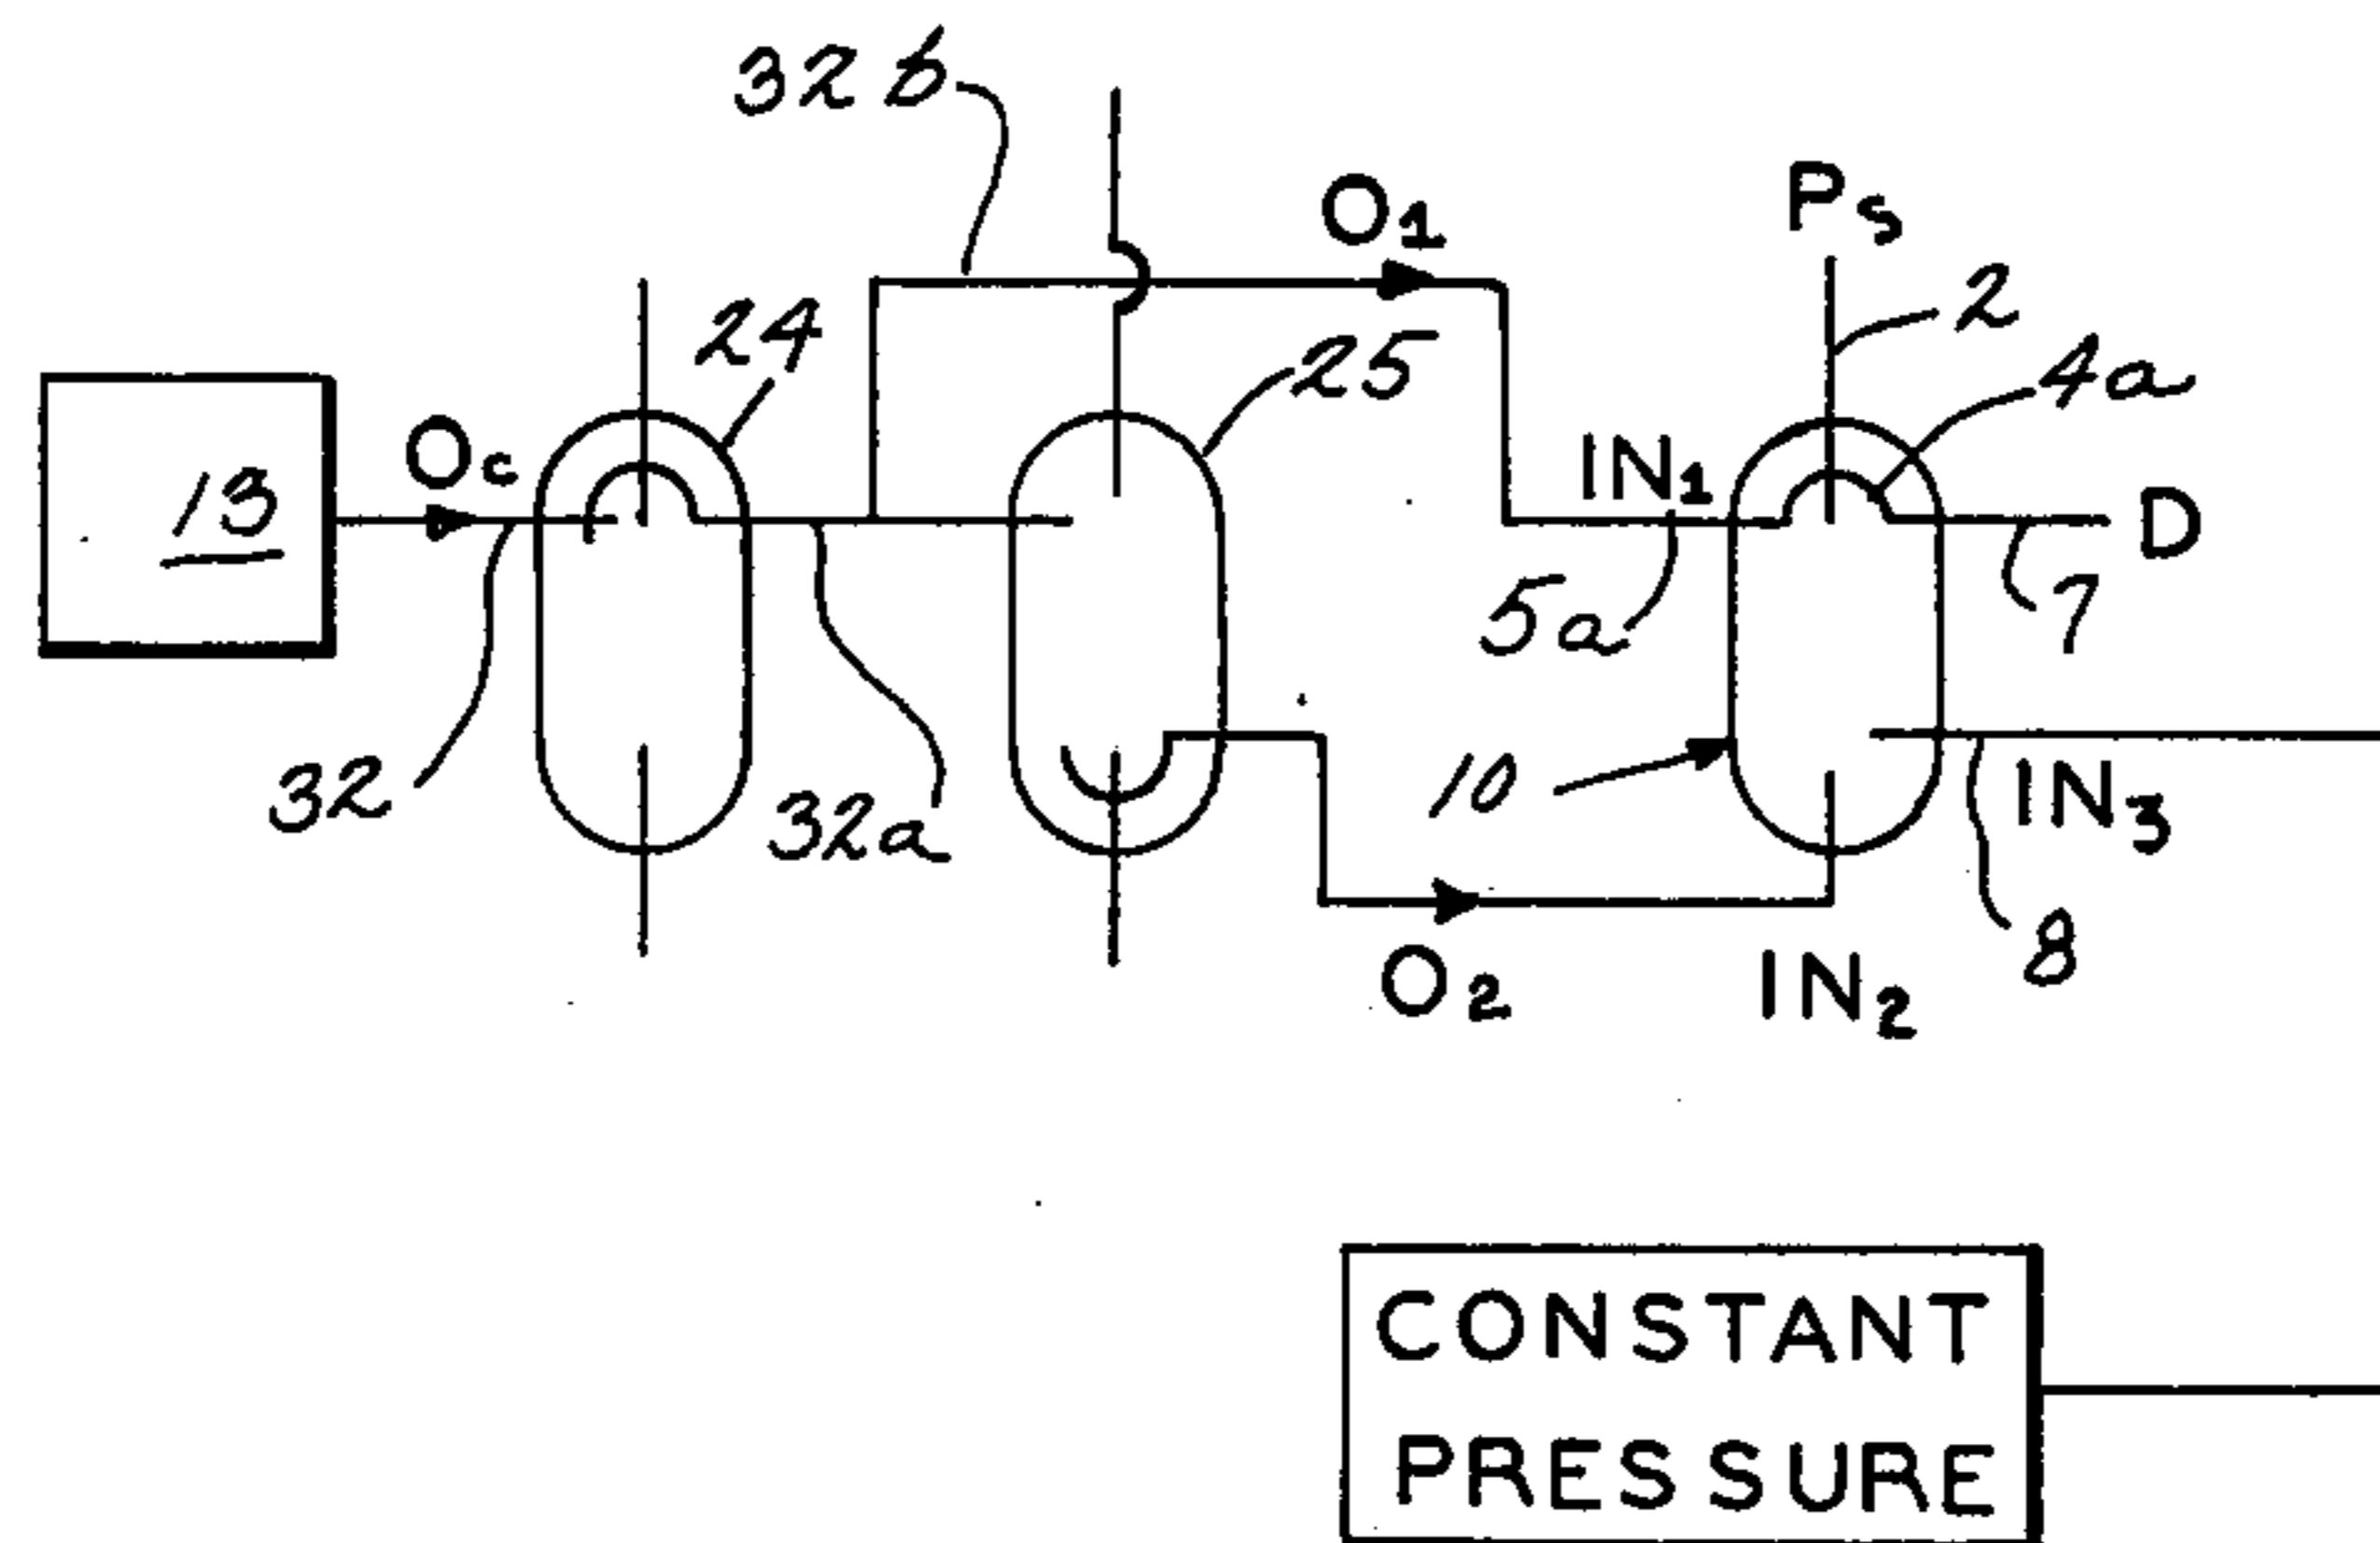 32b
O1
Ps
2
24
25
4a
Oc
IN1
D
13
5a
7
32
32a
10
IN3
8
O2
IN2
CONSTANT
PRESSURE